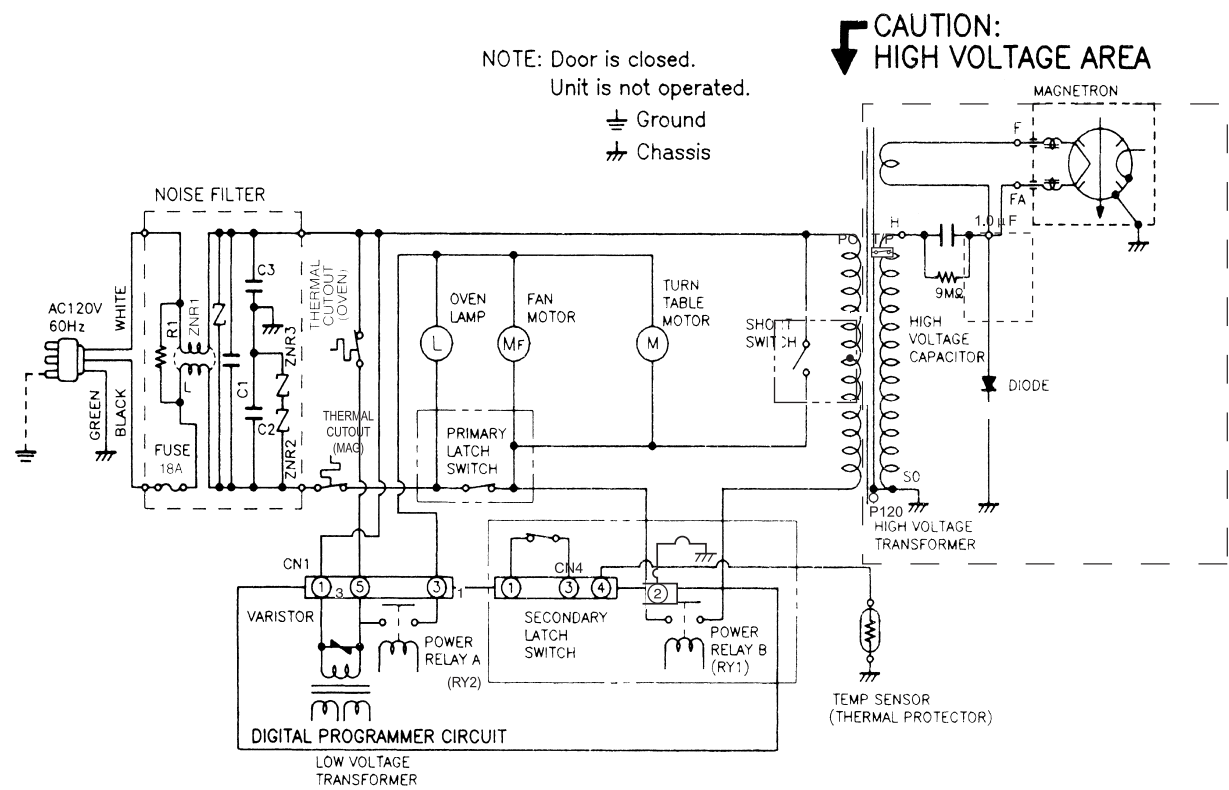 CAUTION:
HIGH VOLTAGE AREA
NOTE: Door is closed.
Unit is not operated.
Ground
Chassis
MAGNETRON
F
FA
NOISE FILTER
H
1.0 µF
PO
T.P
9MΩ
AC120V
60Hz
WHITE
GREEN
BLACK
R1
ZNR1
C3
ZNR3
C1
C2
ZNR2
L
FUSE
18A
THERMAL
CUTOUT
(OVEN)
THERMAL
CUTOUT
(MAG)
OVEN
LAMP
L
FAN
MOTOR
MF
TURN
TABLE
MOTOR
M
SHORT
SWITCH
HIGH
VOLTAGE
CAPACITOR
DIODE
PRIMARY
LATCH
SWITCH
SO
P120
HIGH VOLTAGE
TRANSFORMER
CN1
1
3
5
3
1
CN4
1
3
4
2
VARISTOR
POWER
RELAY A
(RY2)
SECONDARY
LATCH
SWITCH
POWER
RELAY B
(RY1)
TEMP SENSOR
(THERMAL PROTECTOR)
DIGITAL PROGRAMMER CIRCUIT
LOW VOLTAGE
TRANSFORMER